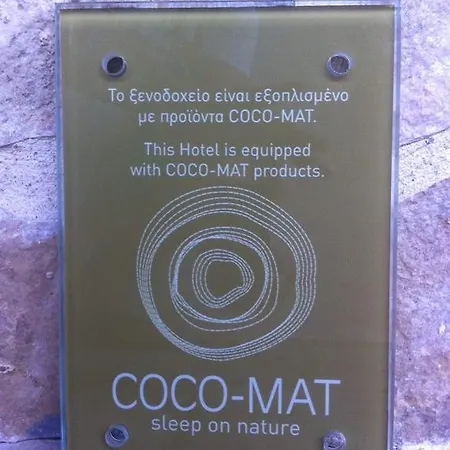 Το ξενοδοχείο είναι εξοπλισμένο
με προϊόντα COCO-MAT.
This Hotel is equipped
with COCO-MAT products.
COCO-MAT
sleep on nature